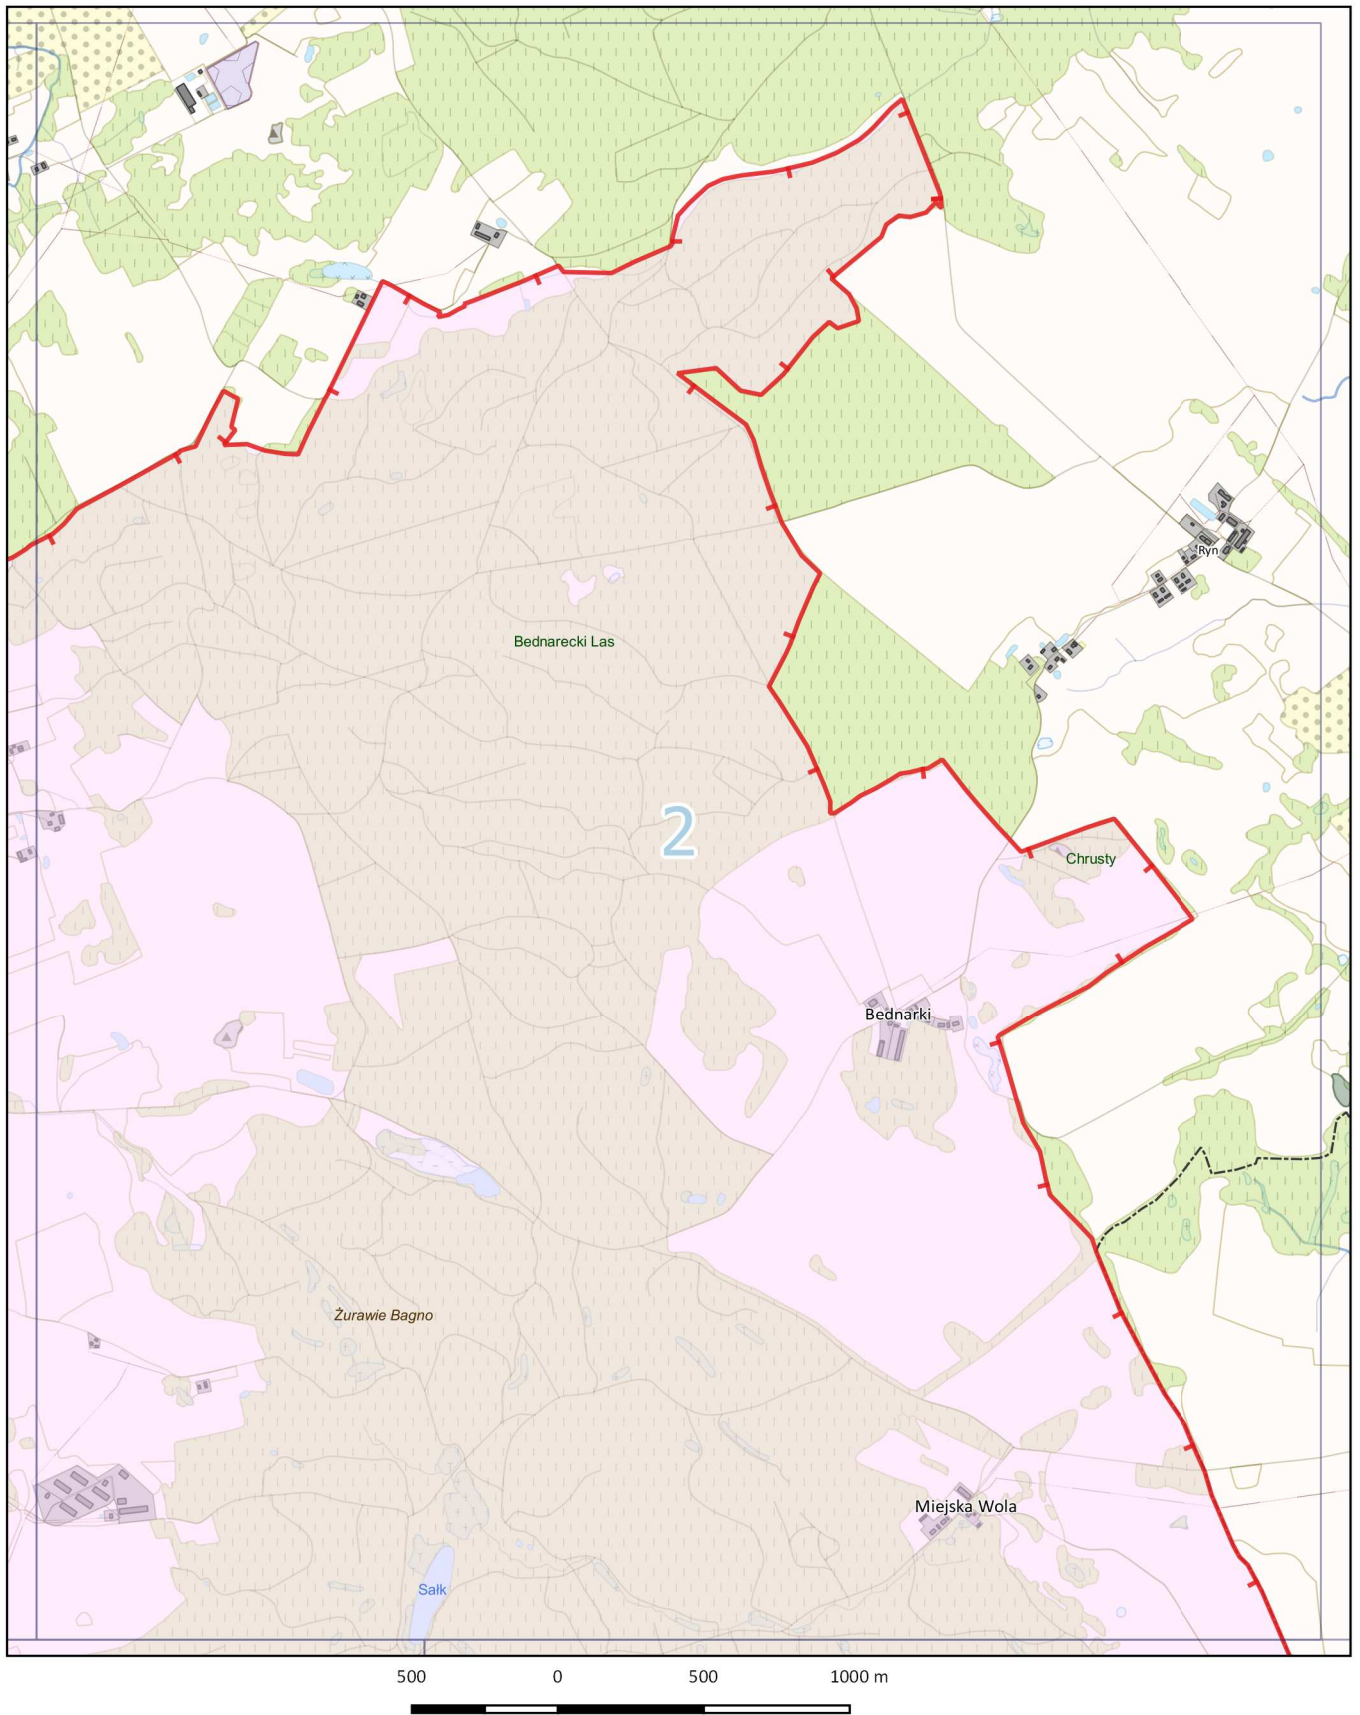 Ryn
Bednarecki Las
2
Chrusty
Bednarki
Żurawie Bagno
Miejska Wola
Sałk
500 0 500 1000 m